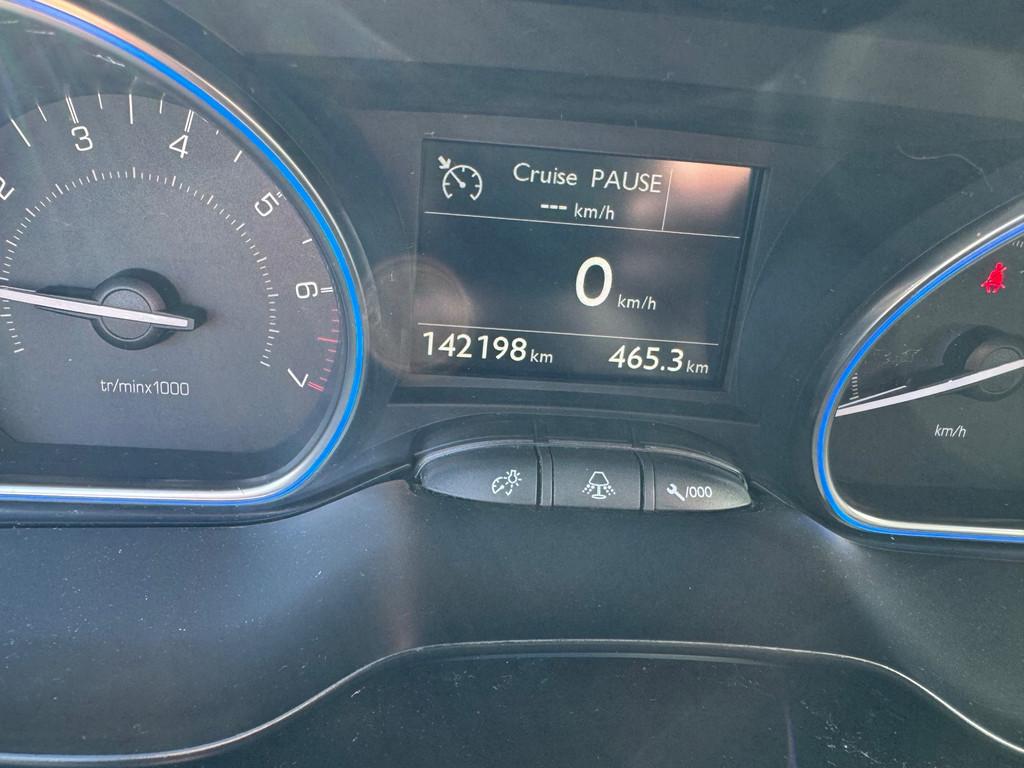 2
3
4
5
6
7
tr/minx1000
Cruise PAUSE
--- km/h
0 km/h
142198 km 465.3 km
/000
km/h